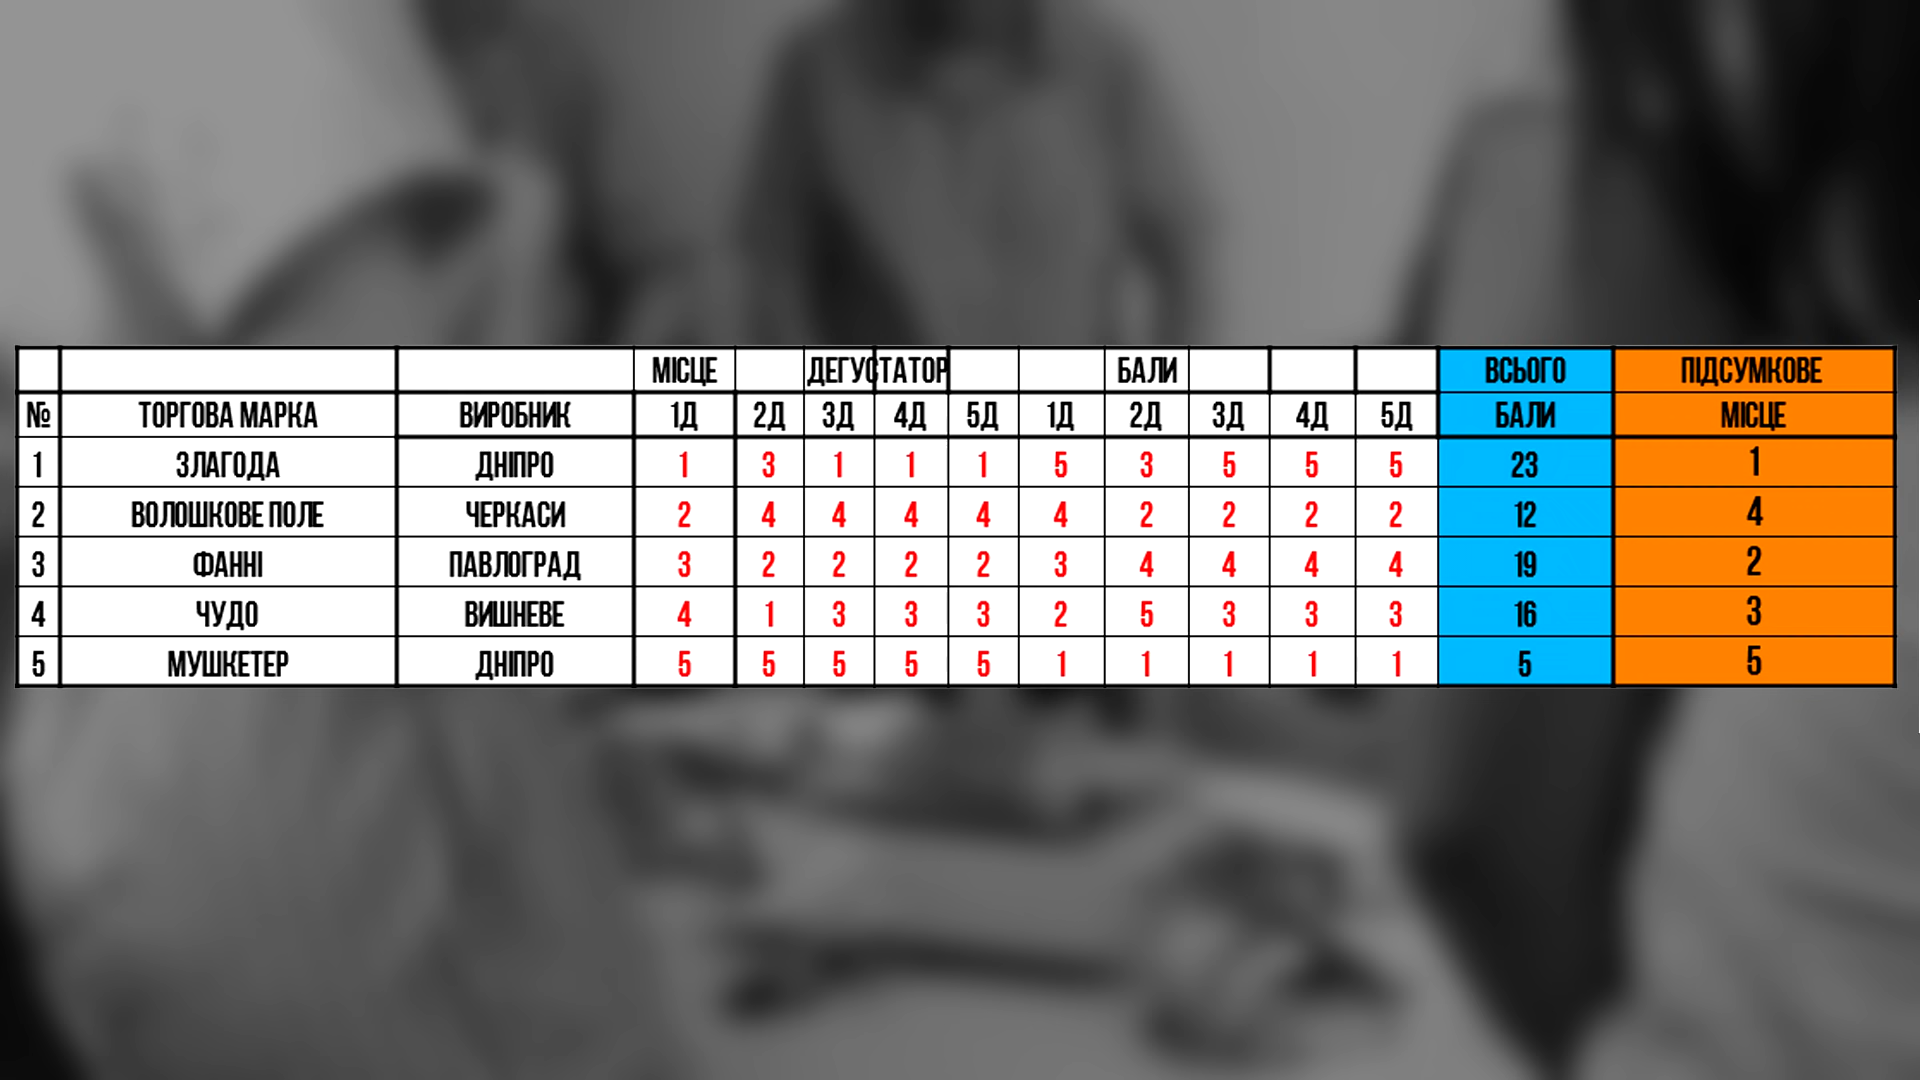 МІСЦЕ ДЕГУСТАТОР БАЛИ ВСЬОГО ПІДСУМКОВЕ
№ ТОРГОВА МАРКА ВИРОБНИК 1Д 2Д 3Д 4Д 5Д 1Д 2Д 3Д 4Д 5Д БАЛИ МІСЦЕ
1 ЗЛАГОДА ДНІПРО 1 3 1 1 1 5 3 5 5 5 23 1
2 ВОЛОШКОВЕ ПОЛЕ ЧЕРКАСИ 2 4 4 4 4 4 2 2 2 2 12 4
3 ФАННІ ПАВЛОГРАД 3 2 2 2 2 3 4 4 4 4 19 2
4 ЧУДО ВИШНЕВЕ 4 1 3 3 3 2 5 3 3 3 16 3
5 МУШКЕТЕР ДНІПРО 5 5 5 5 5 1 1 1 1 1 5 5